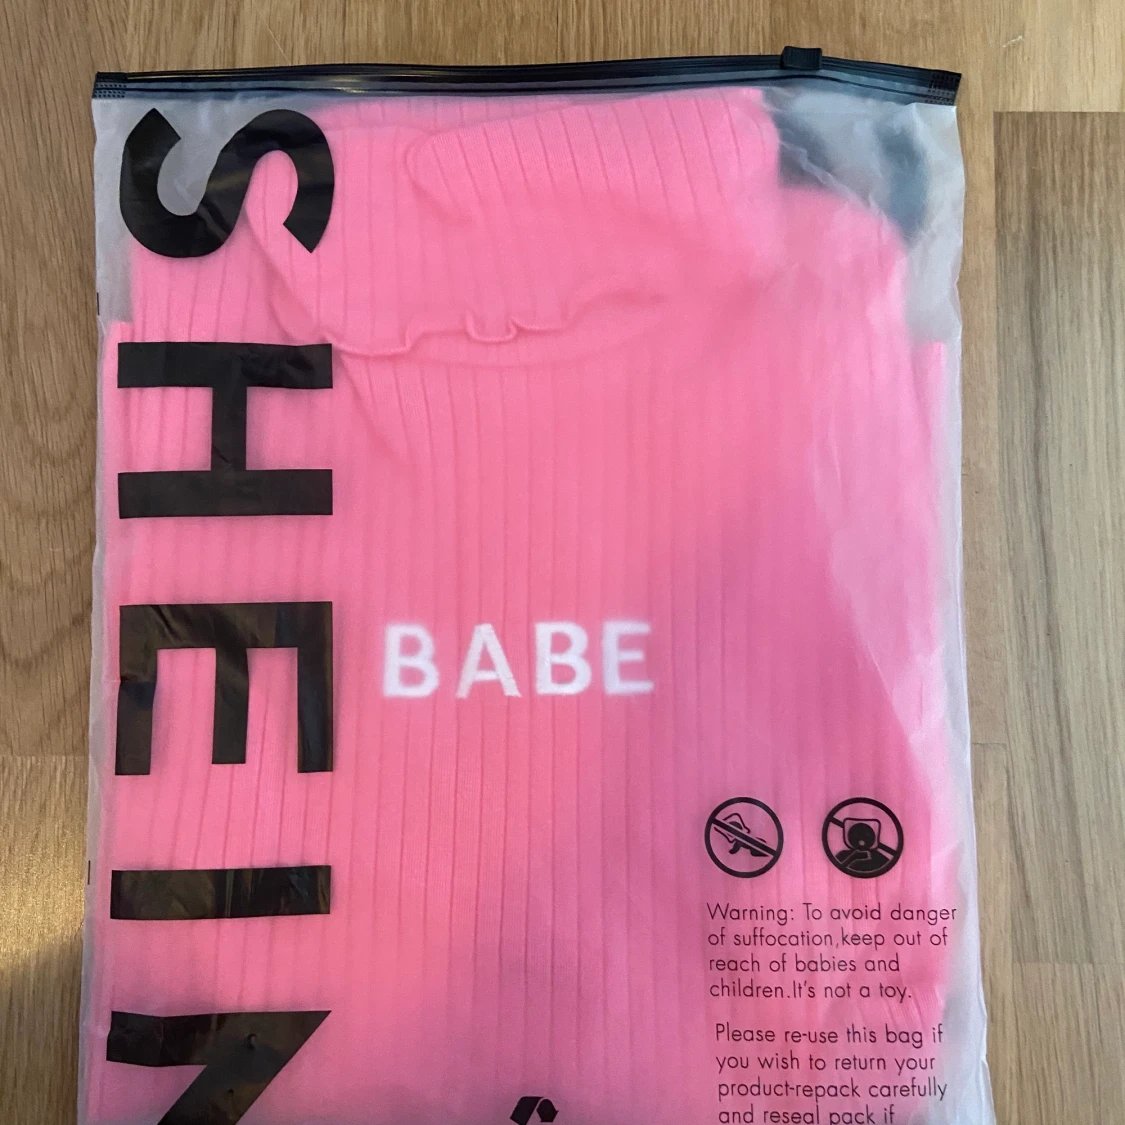 SHEIN
BABE
Warning: To avoid danger
of suffocation,keep out of
reach of babies and
children.It's not a toy.
Please re-use this bag if
you wish to return your
product-repack carefully
and reseal pack if